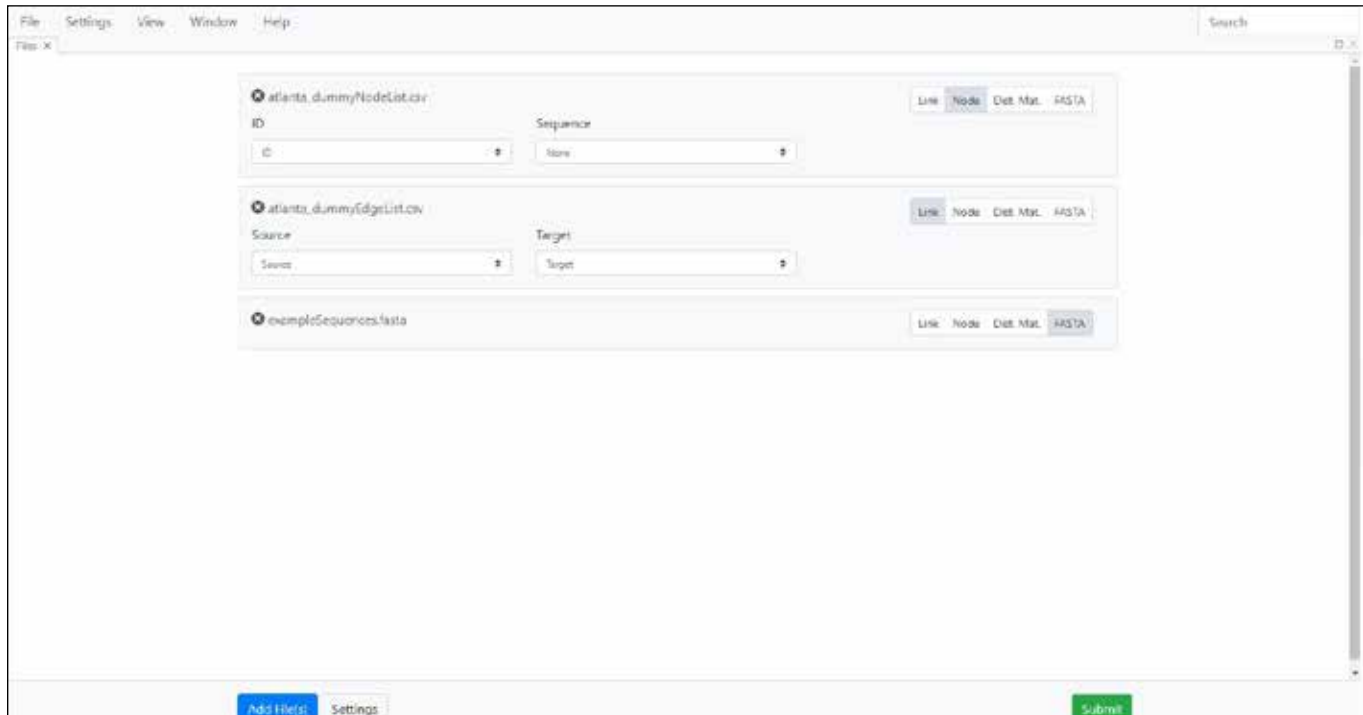 File Settings View Window Help Search
Files ×
atlanta_dummyNodeList.csv Link Node Dist. Mat. FASTA
ID Sequence
ID None
atlanta_dummyEdgeList.csv Link Node Dist. Mat. FASTA
Source Target
Source Target
exampleSequences.fasta Link Node Dist. Mat. FASTA
Add File(s) Settings Submit